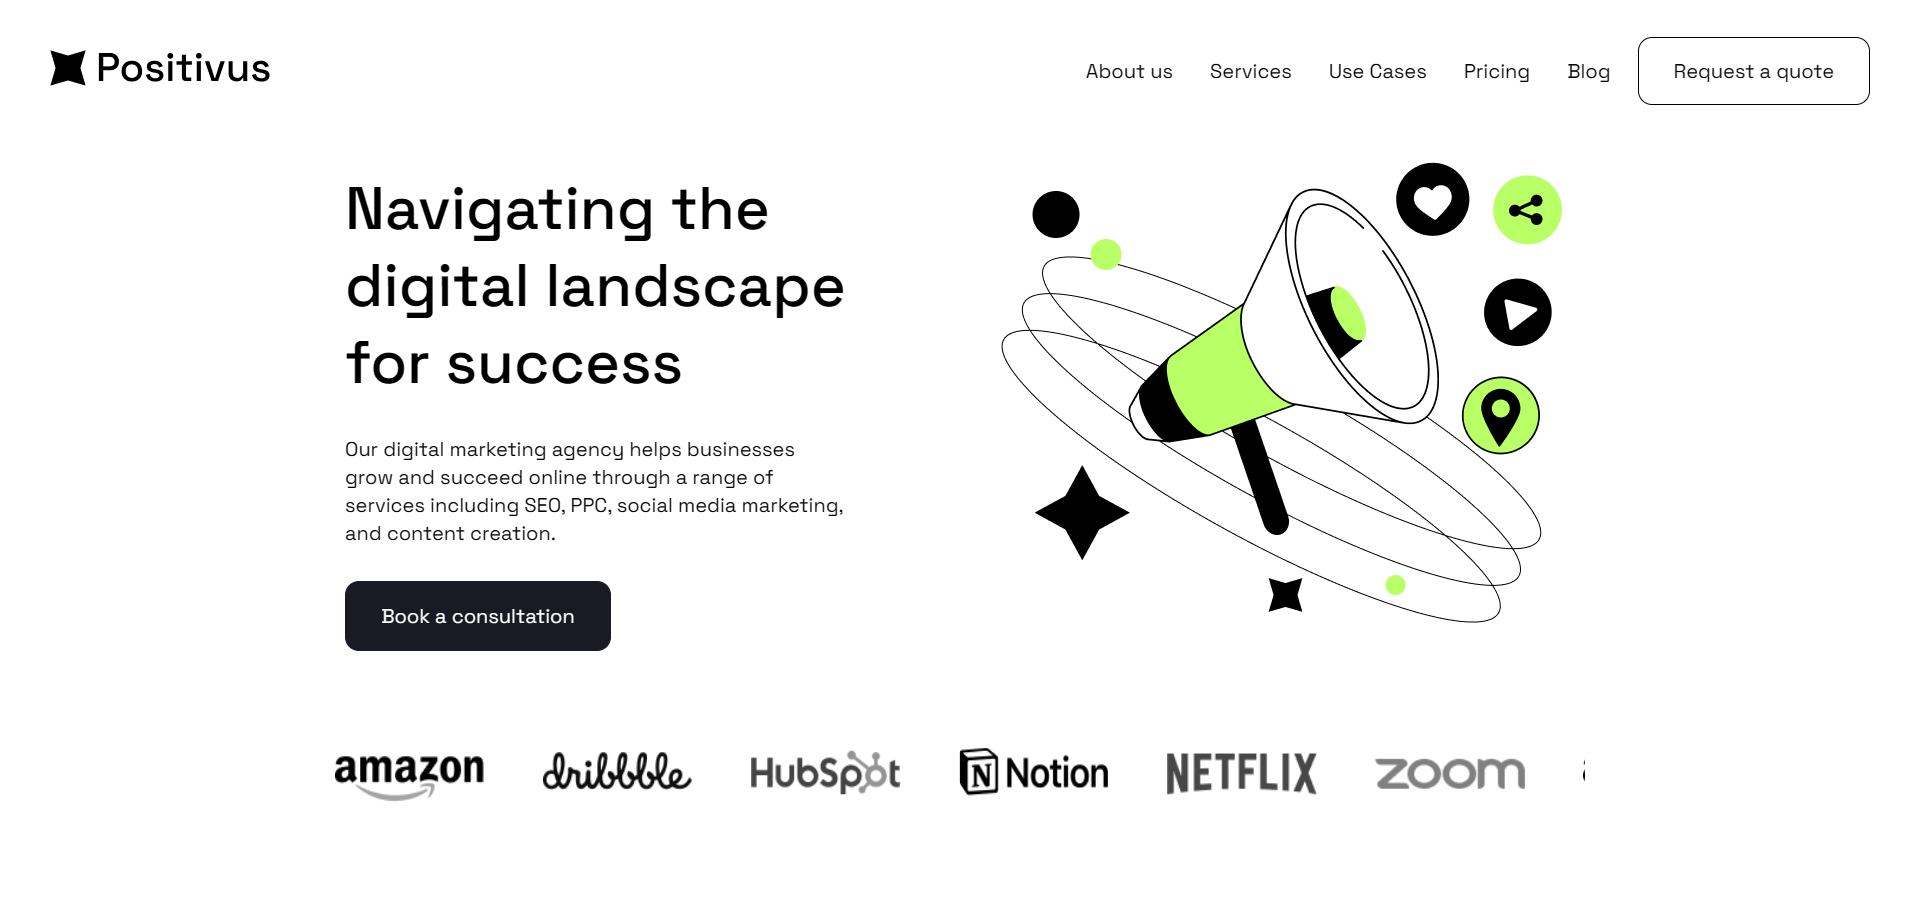 Positivus
About us Services Use Cases Pricing Blog Request a quote
Navigating the
digital landscape
for success
Our digital marketing agency helps businesses
grow and succeed online through a range of
services including SEO, PPC, social media marketing,
and content creation.
Book a consultation
amazon dribbble HubSpot Notion NETFLIX zoom